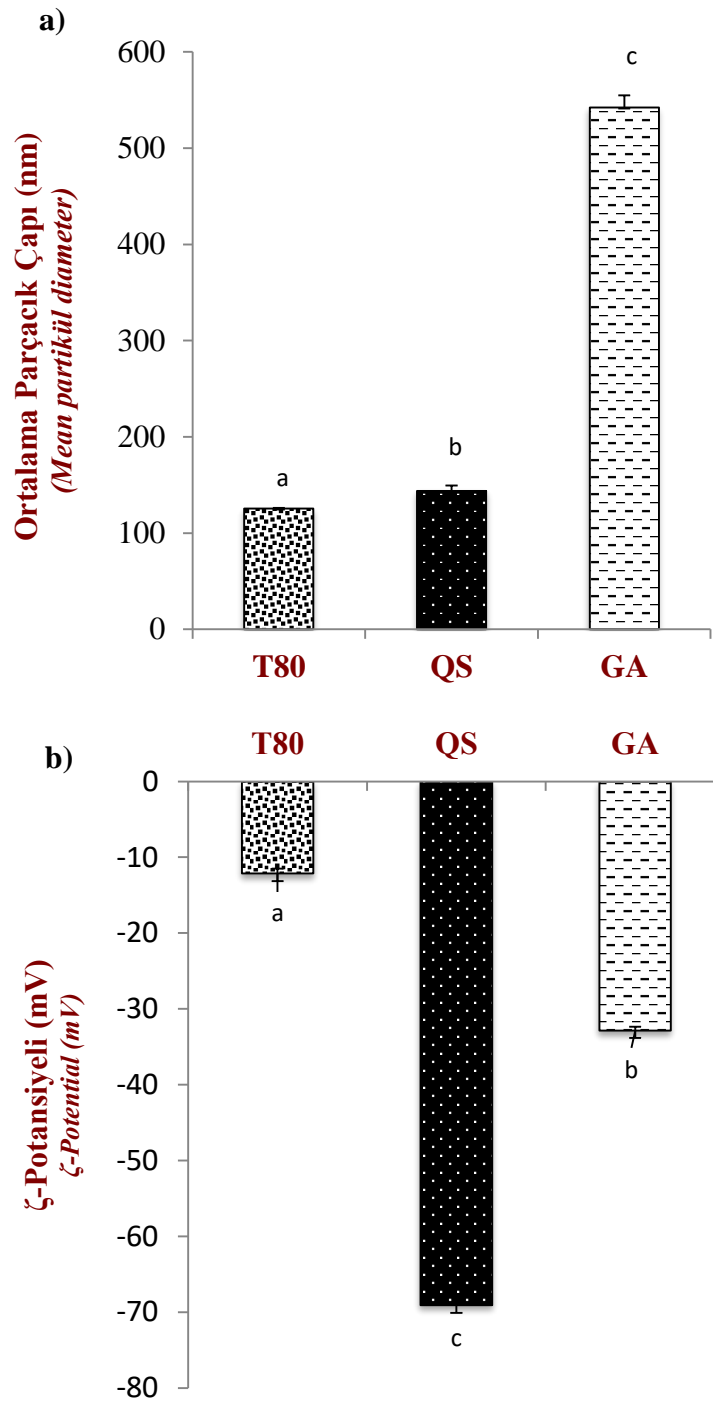 a)
Ortalama Parçacık Çapı (nm)
(Mean partikül diameter)
600
500
400
300
200
100
0
a
b
c
T80 QS GA
b)
T80 QS GA
ζ-Potansiyeli (mV)
ζ-Potential (mV)
0
-10
-20
-30
-40
-50
-60
-70
-80
a
c
b